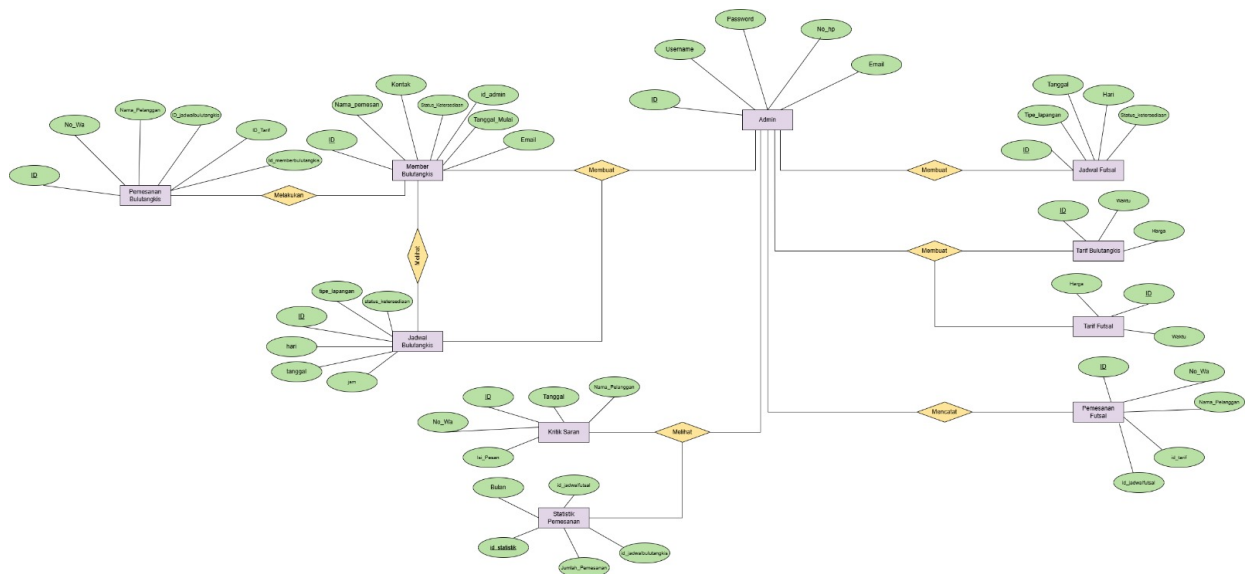 Password
No_hp
Username
Email
ID
Admin
Kontak
id_admin
Nama_pemesan
Status_Ketersediaan
Tanggal_Mulai
ID
Email
Member
Bulutangkis
Nama_Pelanggan
ID_jadwalbulutangkis
No_Wa
ID_Tarif
id_memberbulutangkis
ID
Pemesanan
Bulutangkis
Melakukan
Membuat
Membuat
Tanggal
Hari
Tipe_lapangan
Status_ketersediaan
ID
Jadwal Futsal
Melihat
tipe_lapangan
status_ketersediaan
ID
hari
tanggal
jam
Jadwal
Bulutangkis
Membuat
ID
Waktu
Harga
Tarif Bulutangkis
Harga
ID
Waktu
Tarif Futsal
ID
Tanggal
Nama_Pelanggan
No_Wa
Isi_Pesan
Kritik Saran
Melihat
Mencatat
ID
No_Wa
Nama_Pelanggan
id_tarif
id_jadwalfutsal
Pemesanan
Futsal
Bulan
id_jadwalfutsal
Statistik
Pemesanan
id_statistik
Jumlah_Pemesanan
id_jadwalbulutangkis